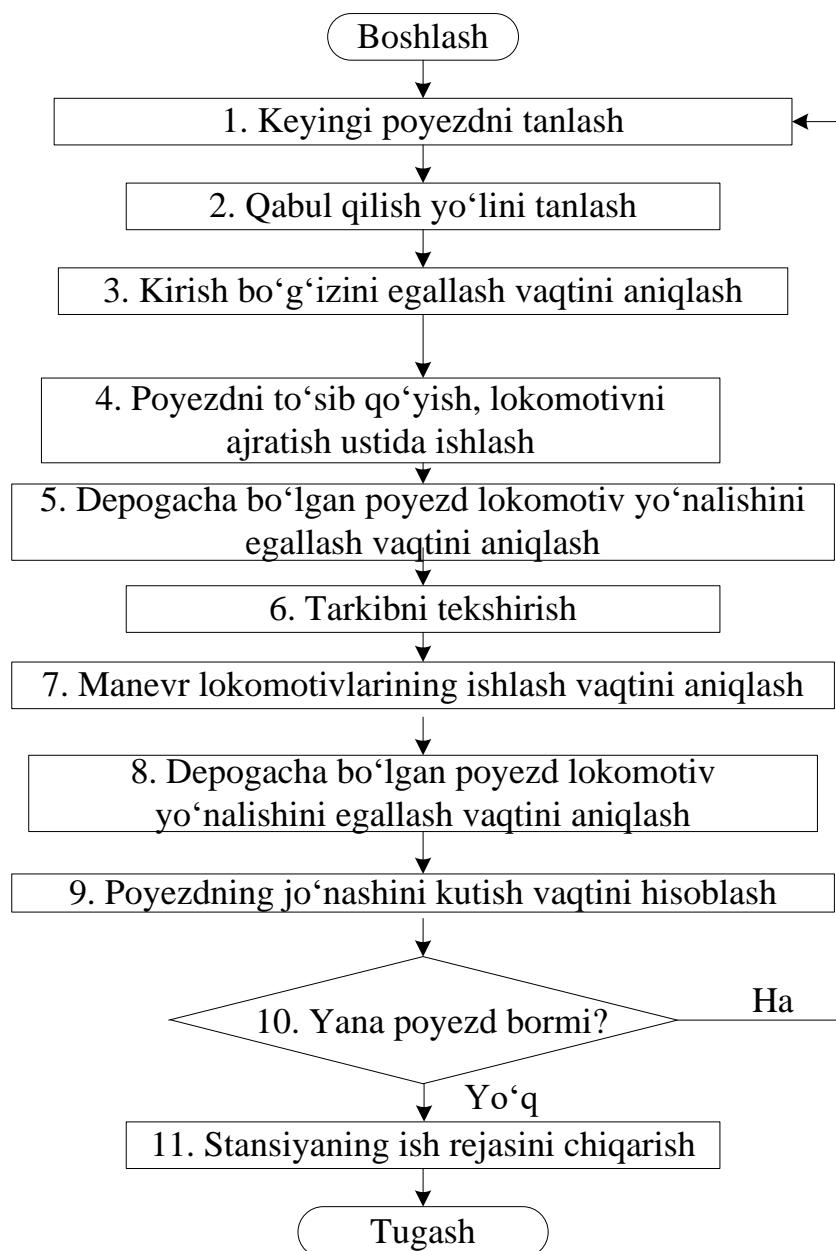 Boshlash
1. Keyingi poyezdni tanlash
2. Qabul qilish yo‘lini tanlash
3. Kirish bo‘g‘izini egallash vaqtini aniqlash
4. Poyezdni to‘sib qo‘yish, lokomotivni
ajratish ustida ishlash
5. Depogacha bo‘lgan poyezd lokomotiv yo‘nalishini
egallash vaqtini aniqlash
6. Tarkibni tekshirish
7. Manevr lokomotivlarining ishlash vaqtini aniqlash
8. Depogacha bo‘lgan poyezd lokomotiv
yo‘nalishini egallash vaqtini aniqlash
9. Poyezdning jo‘nashini kutish vaqtini hisoblash
10. Yana poyezd bormi?
Ha
Yo‘q
11. Stansiyaning ish rejasini chiqarish
Tugash